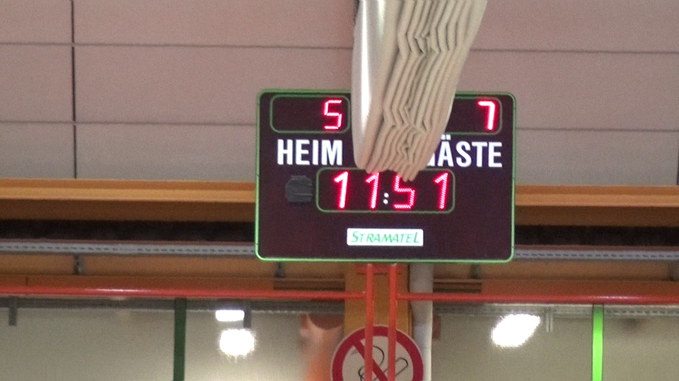 5 7
HEIM ÄSTE
11:51
STRAMATEL